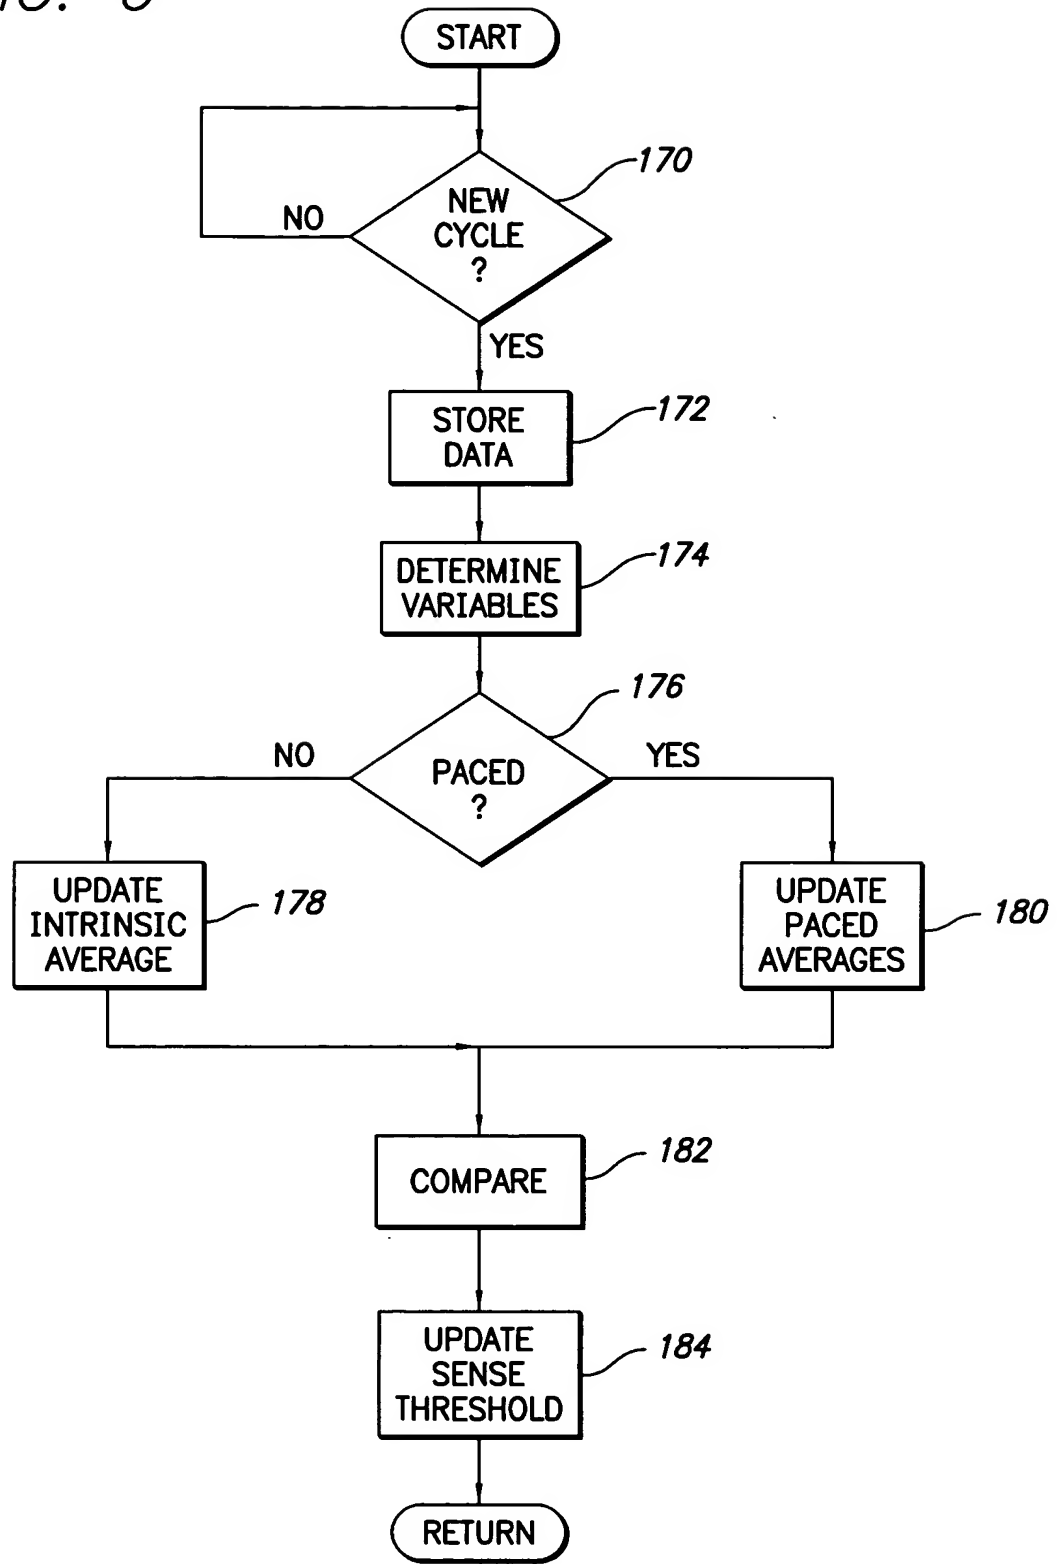 START
170
NEW
CYCLE
?
NO
YES
STORE
DATA
172
DETERMINE
VARIABLES
174
176
NO
PACED
?
YES
UPDATE
INTRINSIC
AVERAGE
178
UPDATE
PACED
AVERAGES
180
COMPARE
182
UPDATE
SENSE
THRESHOLD
184
RETURN